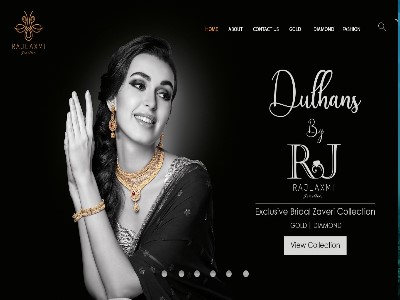 HOME ABOUT CONTACT US GOLD DIAMOND FASHION
RAJLAXMI
Jewellers
Dulhans
By
RJ
RAJLAXMI
Jewellers
Exclusive Bridal Zaveri Collection
GOLD | DIAMOND
View Collection